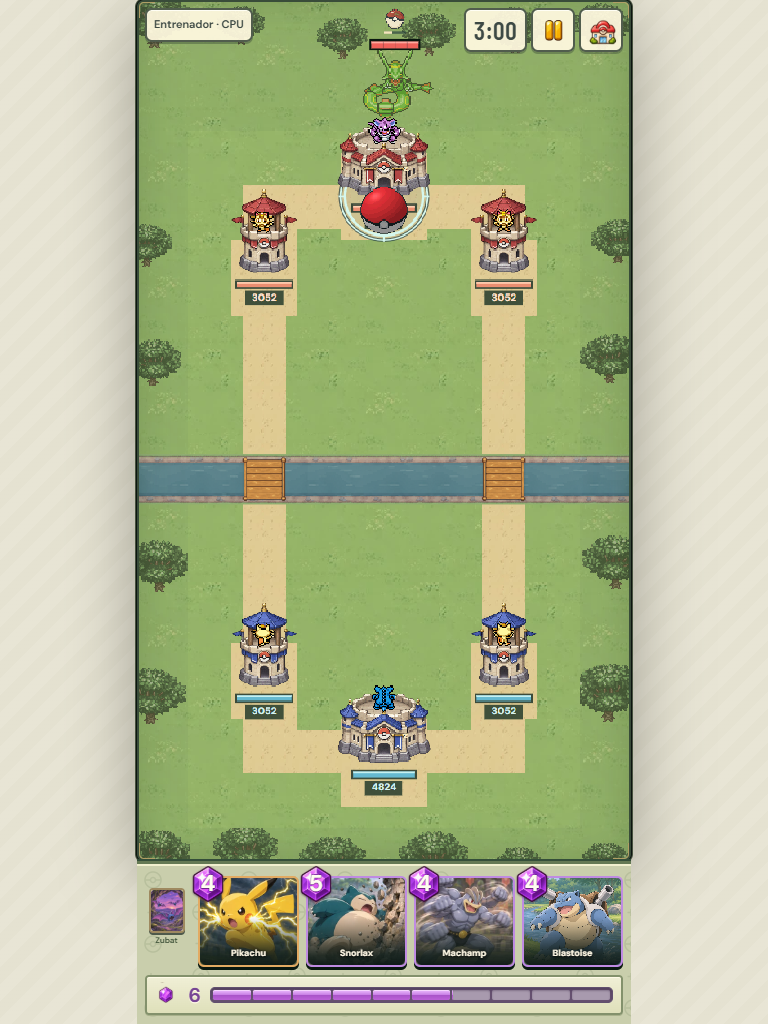 Entrenador · CPU
3:00
3052
3052
3052
3052
4824
4
5
4
4
Zubat
Pikachu
Snorlax
Machamp
Blastoise
6